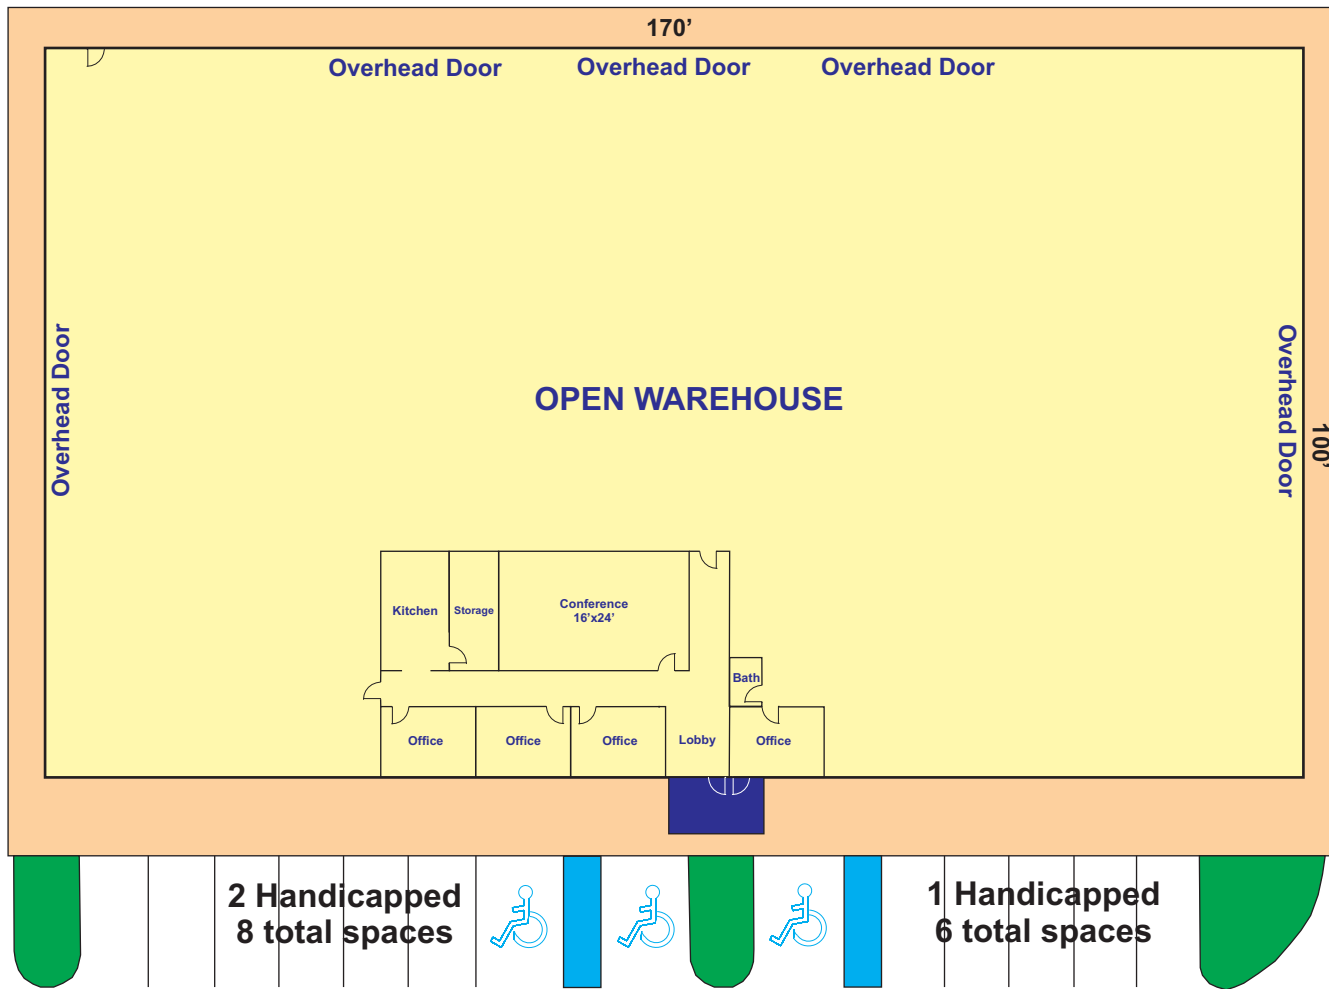 170’
Overhead Door
Overhead Door
Overhead Door
Overhead Door
OPEN WAREHOUSE
Overhead Door
100’
Kitchen
Storage
Conference
16’x24’
Bath
Office
Office
Office
Lobby
Office
2 Handicapped
8 total spaces
1 Handicapped
6 total spaces